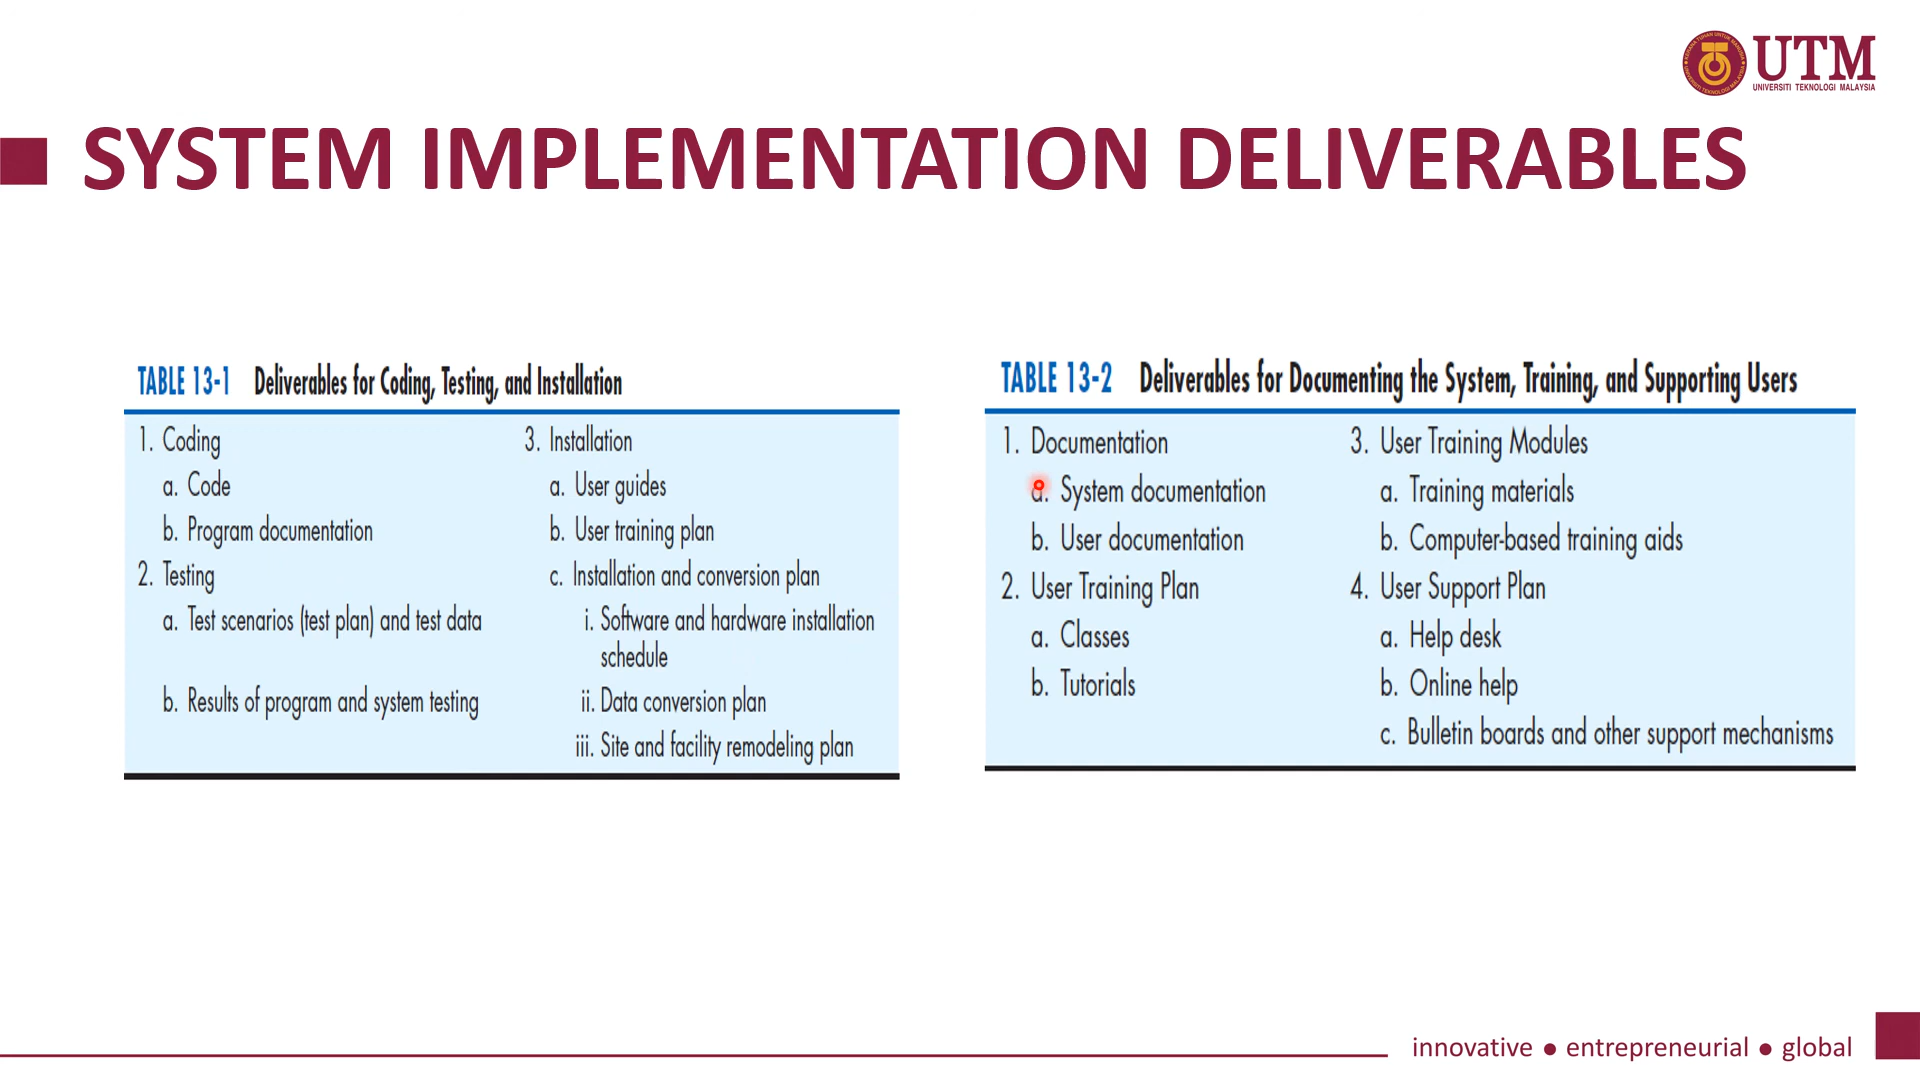 UTM
UNIVERSITI TEKNOLOGI MALAYSIA
SYSTEM IMPLEMENTATION DELIVERABLES
TABLE 13-1 Deliverables for Coding, Testing, and Installation
1. Coding
a. Code
b. Program documentation
2. Testing
a. Test scenarios (test plan) and test data
b. Results of program and system testing
3. Installation
a. User guides
b. User training plan
c. Installation and conversion plan
i. Software and hardware installation
schedule
ii. Data conversion plan
iii. Site and facility remodeling plan
TABLE 13-2 Deliverables for Documenting the System, Training, and Supporting Users
1. Documentation
a. System documentation
b. User documentation
2. User Training Plan
a. Classes
b. Tutorials
3. User Training Modules
a. Training materials
b. Computer-based training aids
4. User Support Plan
a. Help desk
b. Online help
c. Bulletin boards and other support mechanisms
innovative ● entrepreneurial ● global